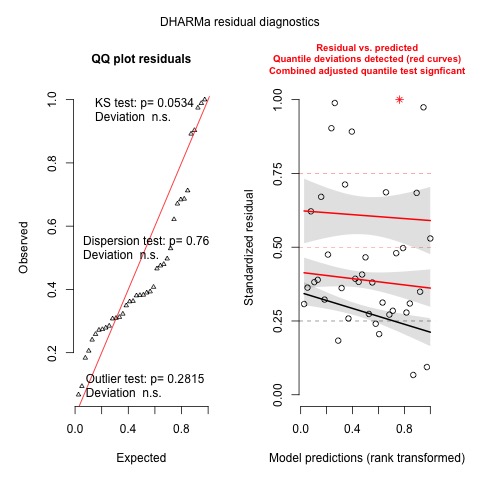 DHARMa residual diagnostics
QQ plot residuals
KS test: p= 0.0534
Deviation n.s.
Dispersion test: p= 0.76
Deviation n.s.
Outlier test: p= 0.2815
Deviation n.s.
Observed
0.2
0.4
0.6
0.8
1.0
0.0
0.4
0.8
Expected
Residual vs. predicted
Quantile deviations detected (red curves)
Combined adjusted quantile test signficant
Standardized residual
0.00
0.25
0.50
0.75
1.00
0.0
0.4
0.8
Model predictions (rank transformed)